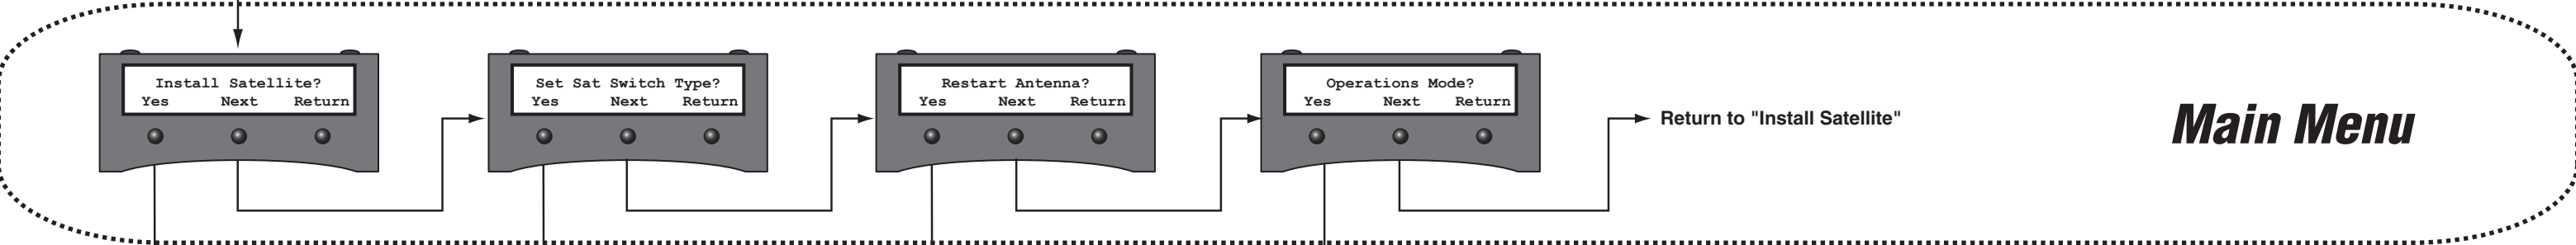 Install Satellite?
Yes Next Return
Set Sat Switch Type?
Yes Next Return
Restart Antenna?
Yes Next Return
Operations Mode?
Yes Next Return
Return to "Install Satellite"
Main Menu